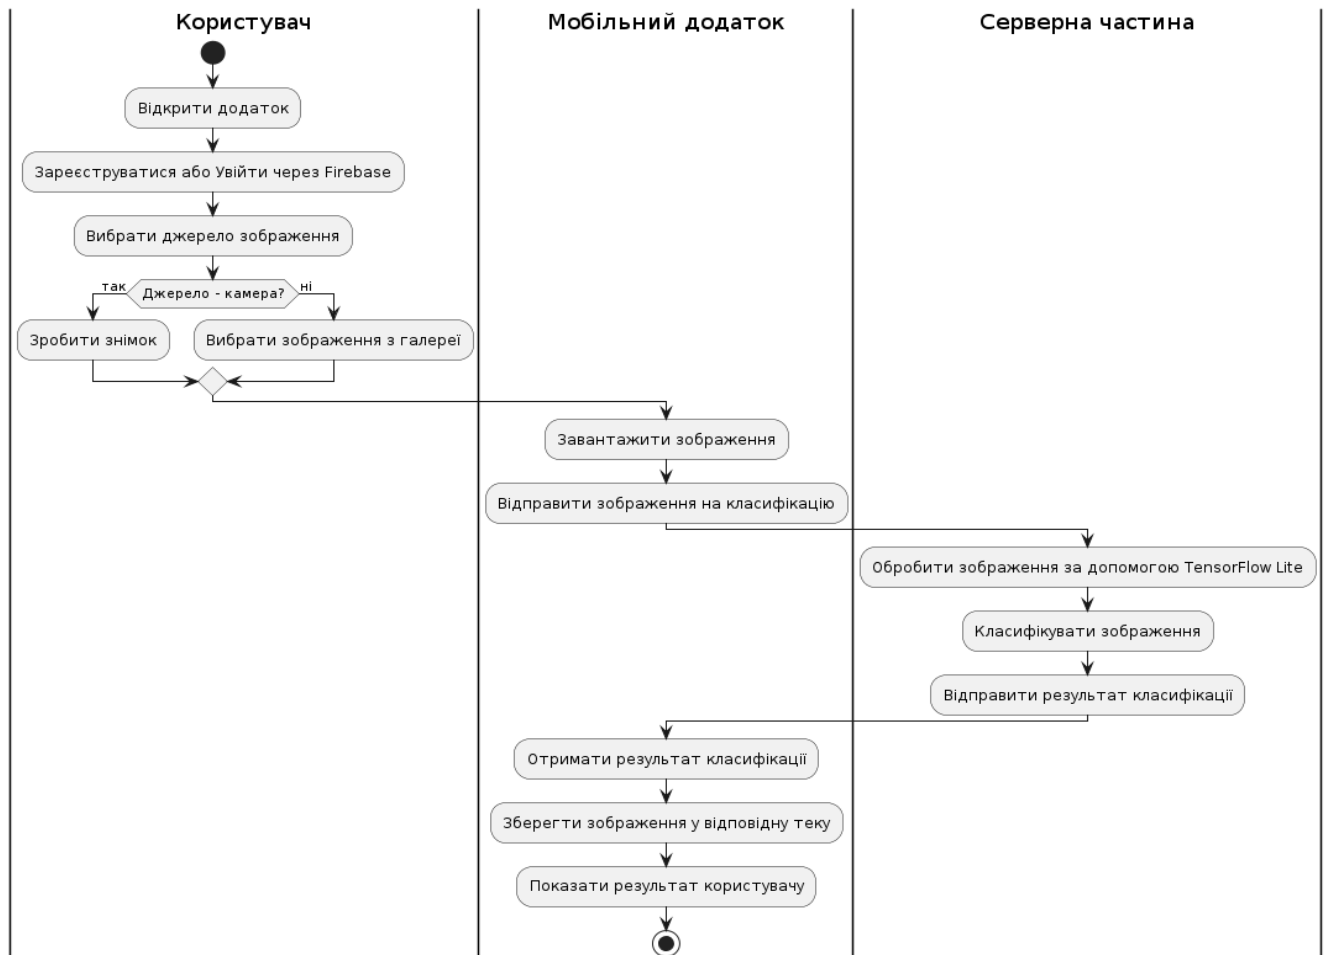 Користувач
Мобільний додаток
Серверна частина
Відкрити додаток
Зареєструватися або Увійти через Firebase
Вибрати джерело зображення
так
Джерело - камера?
ні
Зробити знімок
Вибрати зображення з галереї
Завантажити зображення
Відправити зображення на класифікацію
Обробити зображення за допомогою TensorFlow Lite
Класифікувати зображення
Відправити результат класифікації
Отримати результат класифікації
Зберегти зображення у відповідну теку
Показати результат користувачу